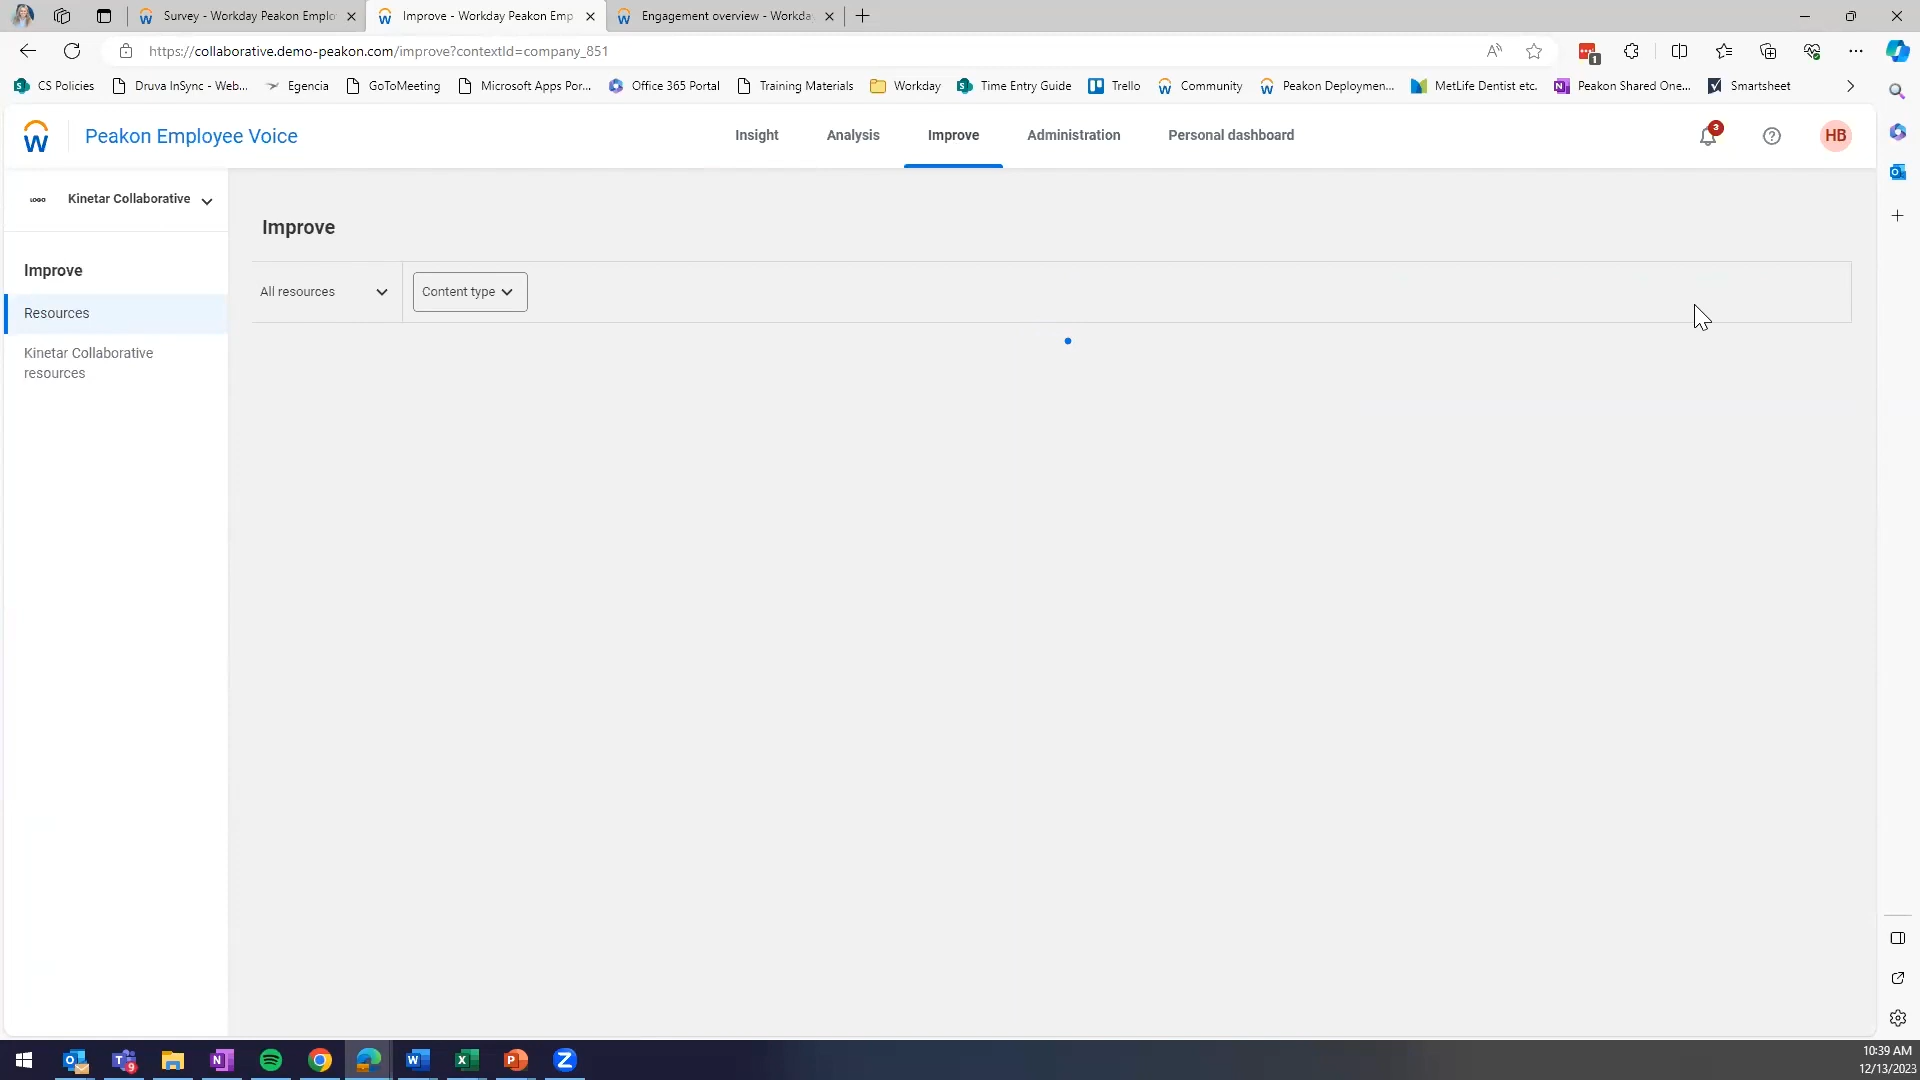 Survey - Workday Peakon Emplo
Improve - Workday Peakon Emp
Engagement overview - Workda
https://collaborative.demo-peakon.com/improve?contextId=company_851
1
CS Policies
Druva InSync - Web...
Egencia
GoToMeeting
Microsoft Apps Por...
Office 365 Portal
Training Materials
Workday
Time Entry Guide
Trello
Community
Peakon Deploymen...
MetLife Dentist etc.
Peakon Shared One...
Smartsheet
Peakon Employee Voice
Insight
Analysis
Improve
Administration
Personal dashboard
3
HB
LOGO
Kinetar Collaborative
Improve
Resources
Kinetar Collaborative
resources
Improve
All resources
Content type
9
10:39 AM
12/13/2023